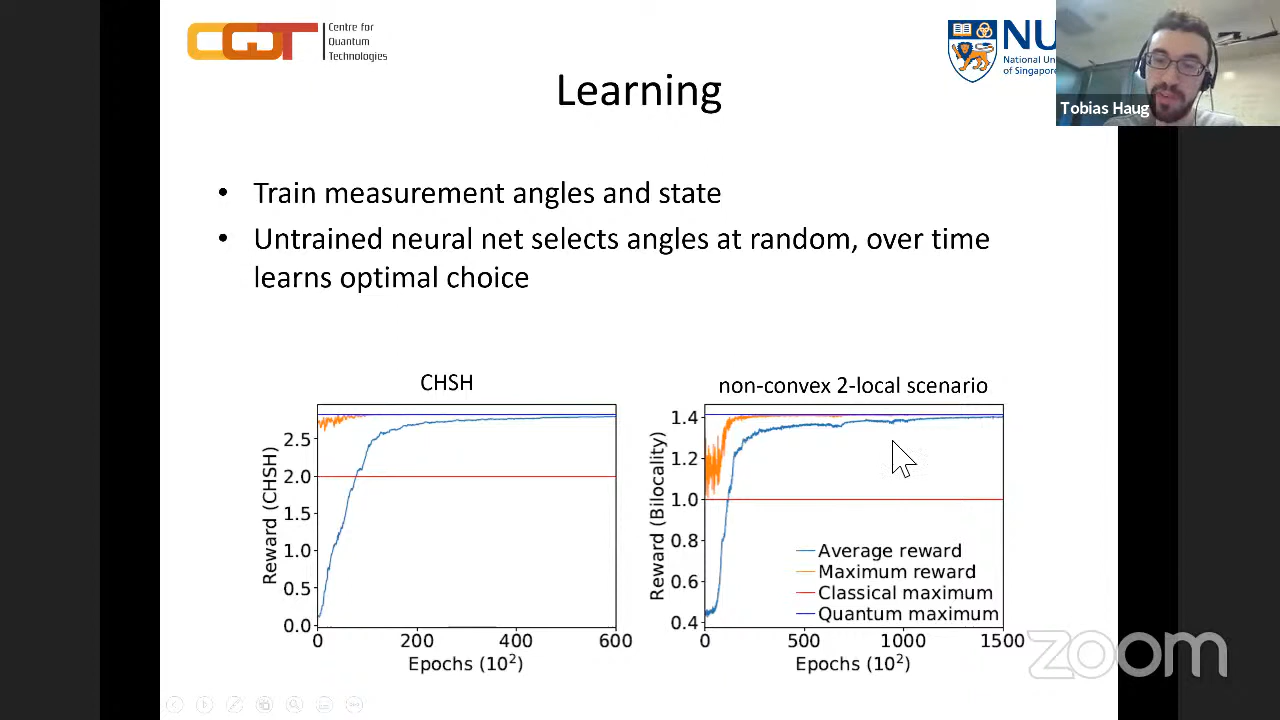 Centre for
Quantum
Technologies
NU
National Uni
of Singapore
Tobias Haug
Learning
• Train measurement angles and state
• Untrained neural net selects angles at random, over time
learns optimal choice
CHSH
Reward (CHSH)
2.5
2.0
1.5
1.0
0.5
0.0
0
200
400
600
Epochs (10²)
non-convex 2-local scenario
Reward (Bilocality)
1.4
1.2
1.0
0.8
0.6
0.4
Average reward
Maximum reward
Classical maximum
Quantum maximum
0
500
1000
1500
Epochs (10²)
zoom